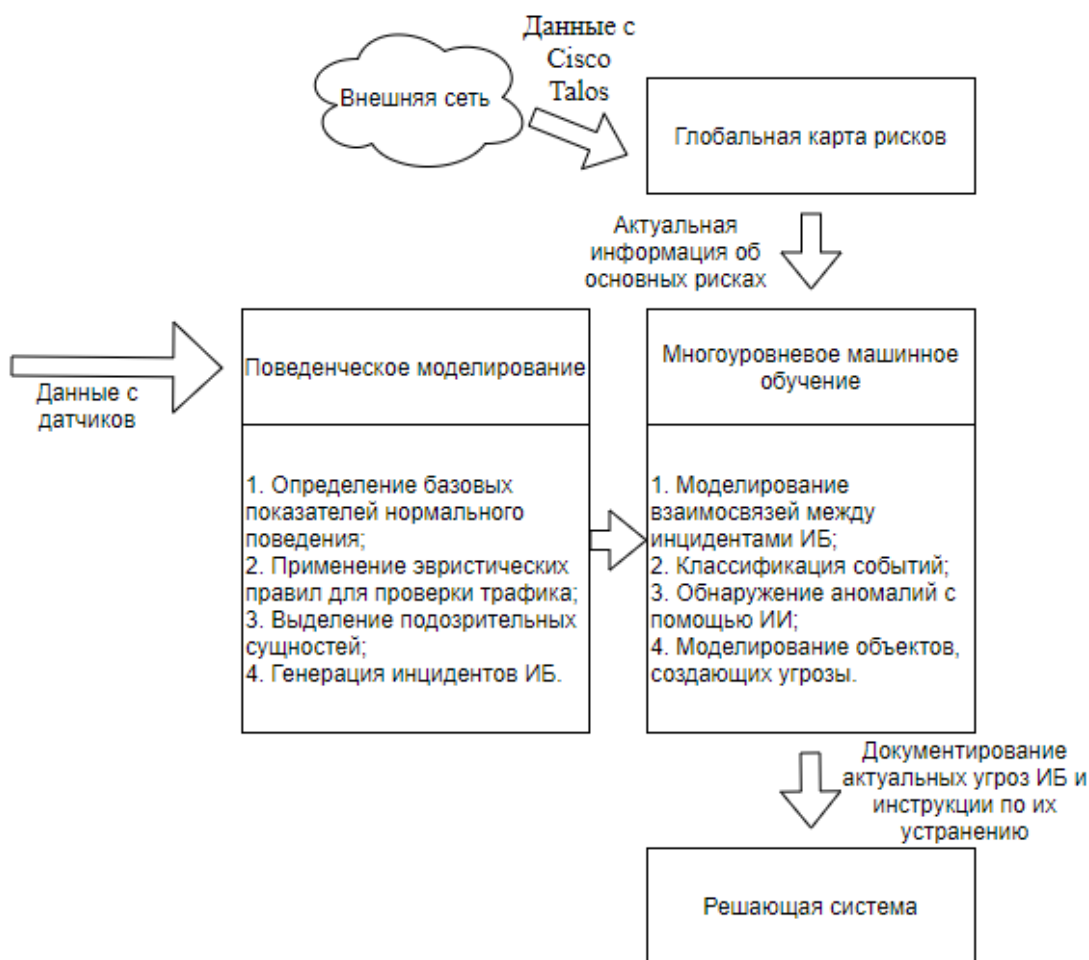 Данные с
Cisco
Talos
Внешняя сеть
Глобальная карта рисков
Актуальная
информация об
основных рисках
Данные с
датчиков
Поведенческое моделирование
1. Определение базовых
показателей нормального
поведения;
2. Применение эвристических
правил для проверки трафика;
3. Выделение подозрительных
сущностей;
4. Генерация инцидентов ИБ.
Многоуровневое машинное
обучение
1. Моделирование
взаимосвязей между
инцидентами ИБ;
2. Классификация событий;
3. Обнаружение аномалий с
помощью ИИ;
4. Моделирование объектов,
создающих угрозы.
Документирование
актуальных угроз ИБ и
инструкции по их
устранению
Решающая система